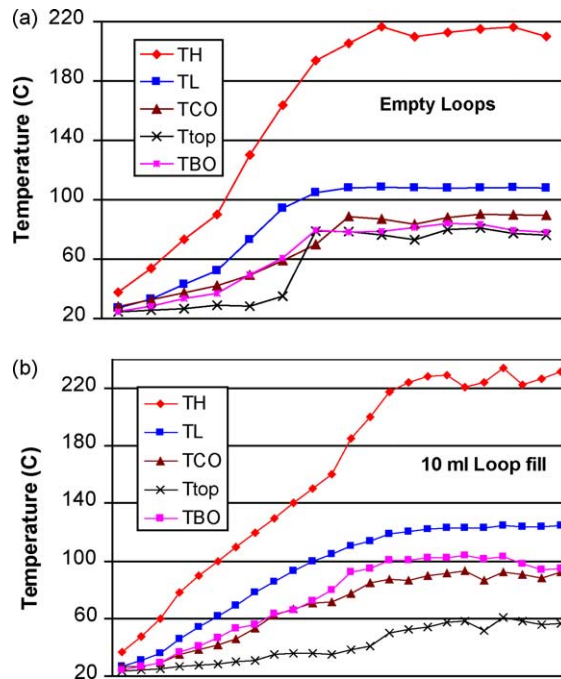 (a)
220
180
140
100
60
20
Temperature (C)
TH
TL
TCO
Ttop
TBO
Empty Loops
(b)
220
180
140
100
60
20
Temperature (C)
TH
TL
TCO
Ttop
TBO
10 ml Loop fill